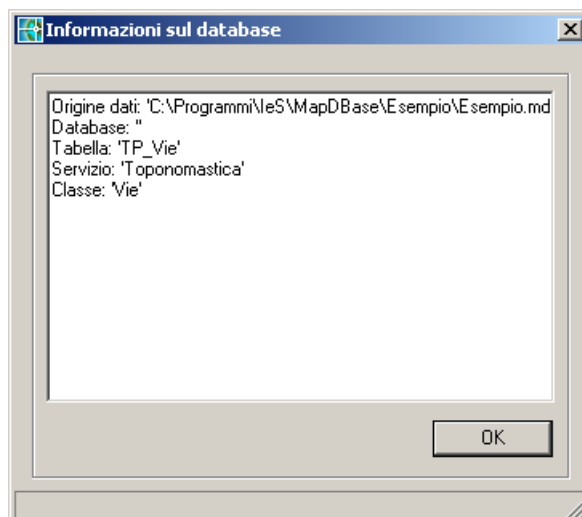 Informazioni sul database
Origine dati: 'C:\Programmi\IeS\MapDBase\Esempio\Esempio.md
Database: ''
Tabella: 'TP_Vie'
Servizio: 'Toponomastica'
Classe: 'Vie'
OK